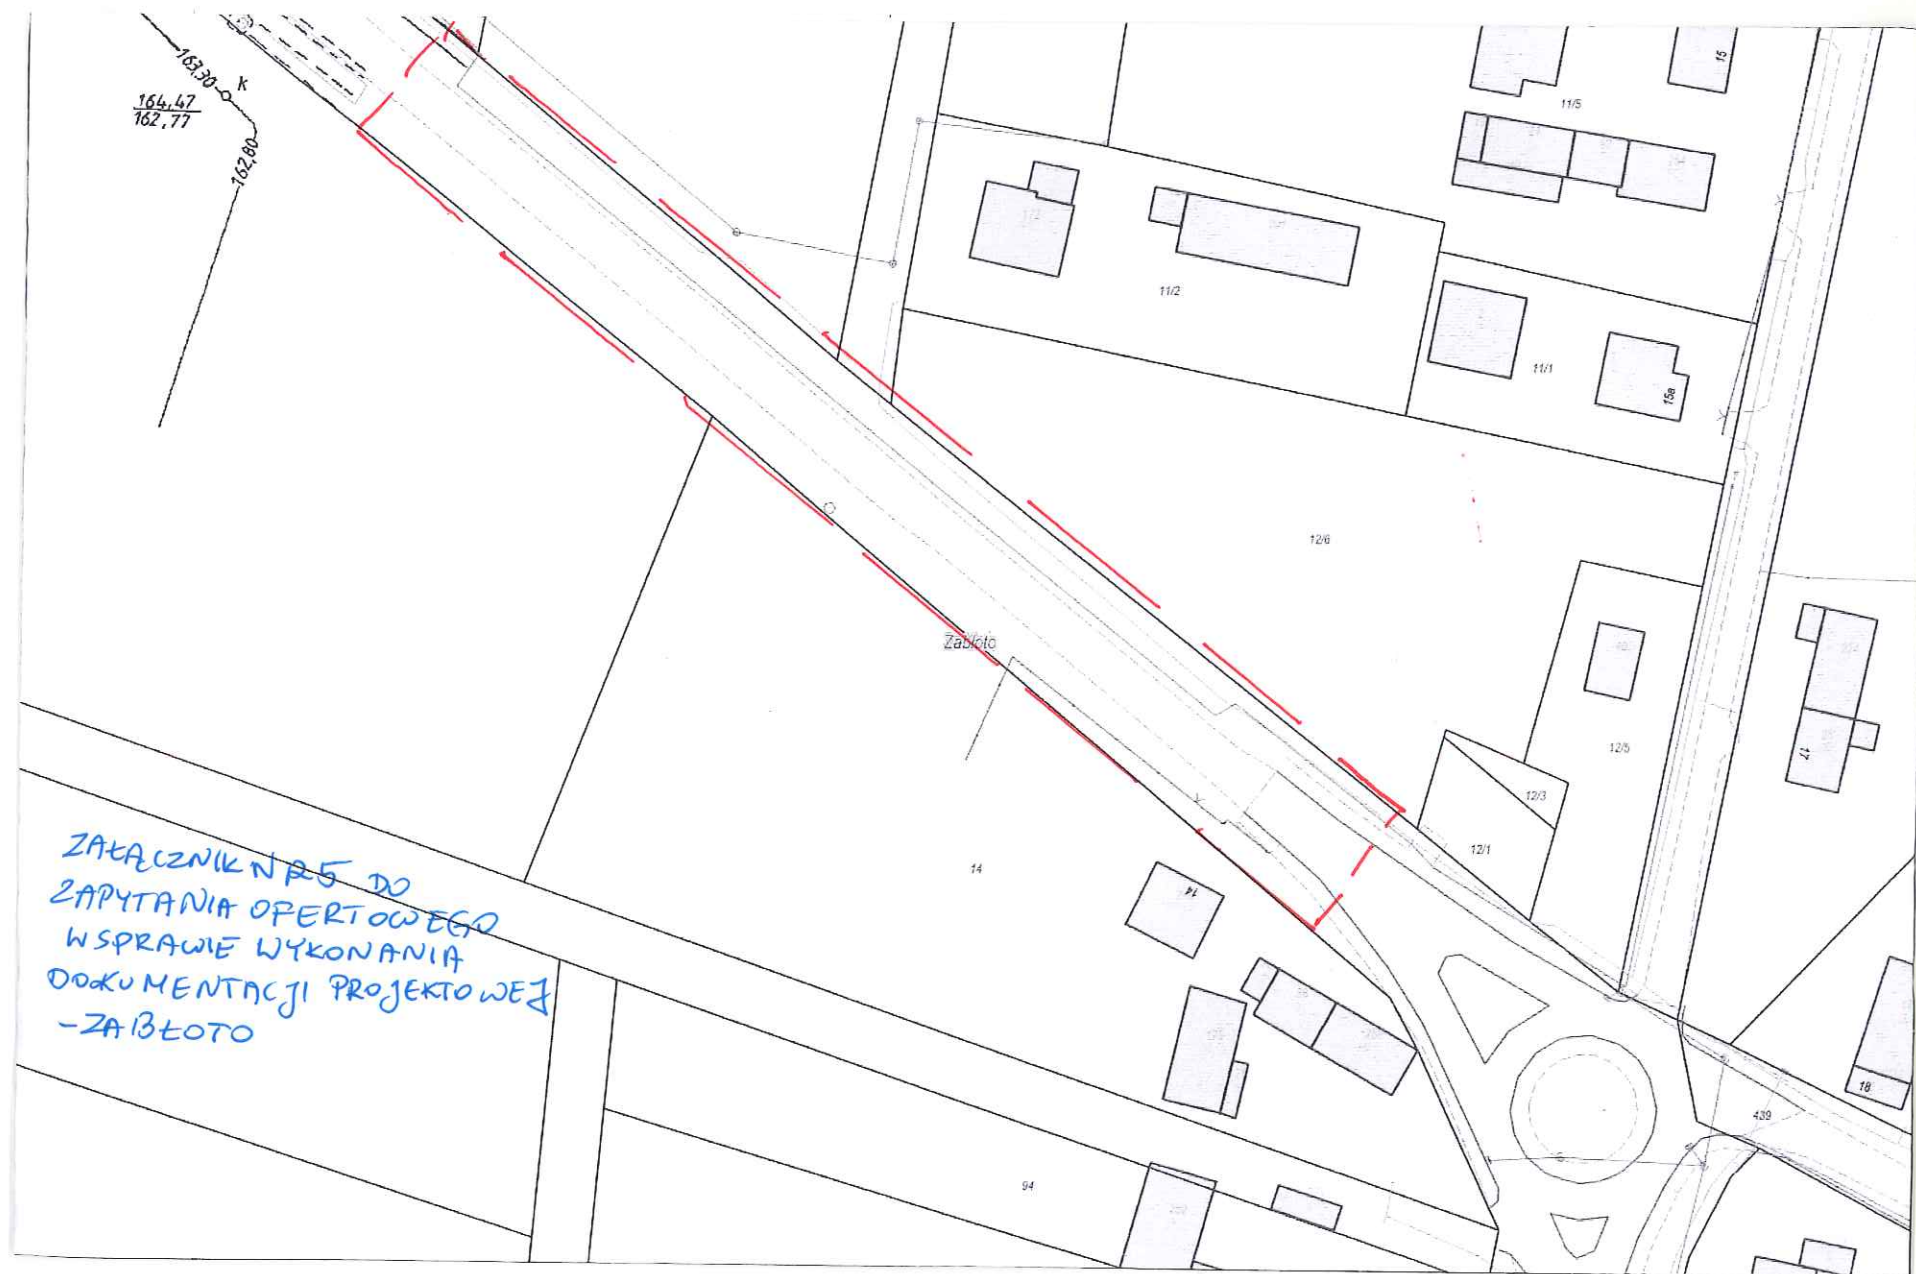 163,30
K
164,47
162,77
162,80
15
11/5
11/2
11/1
15a
12/6
Zabłoto
12/5
17
12/3
12/1
14
14
ZAŁĄCZNIK NR 5 DO
ZAPYTANIA OFERTOWEGO
W SPRAWIE WYKONANIA
DOKUMENTACJI PROJEKTOWEJ
- ZABŁOTO
18
439
94